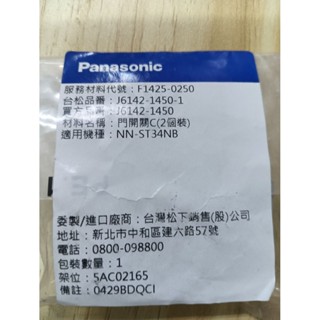 Panasonic
服務材料代號：F1425-0250
台松品番：J6142-1450-1
買方品番：J6142-1450
材料名稱：門開關C(2個裝)
適用機種：NN-ST34NB
委製/進口廠商：台灣松下銷售(股)公司
地址：新北市中和區建六路57號
電話：0800-098800
包裝數量：1
架位：5AC02165
備註：0429BDQCI